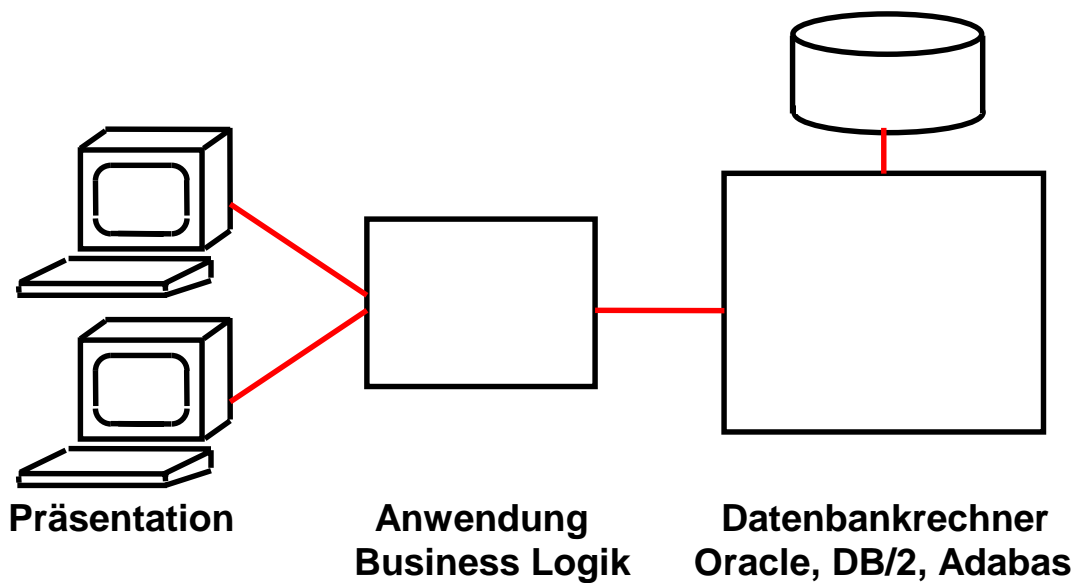 Präsentation
Anwendung
Business Logik
Datenbankrechner
Oracle, DB/2, Adabas